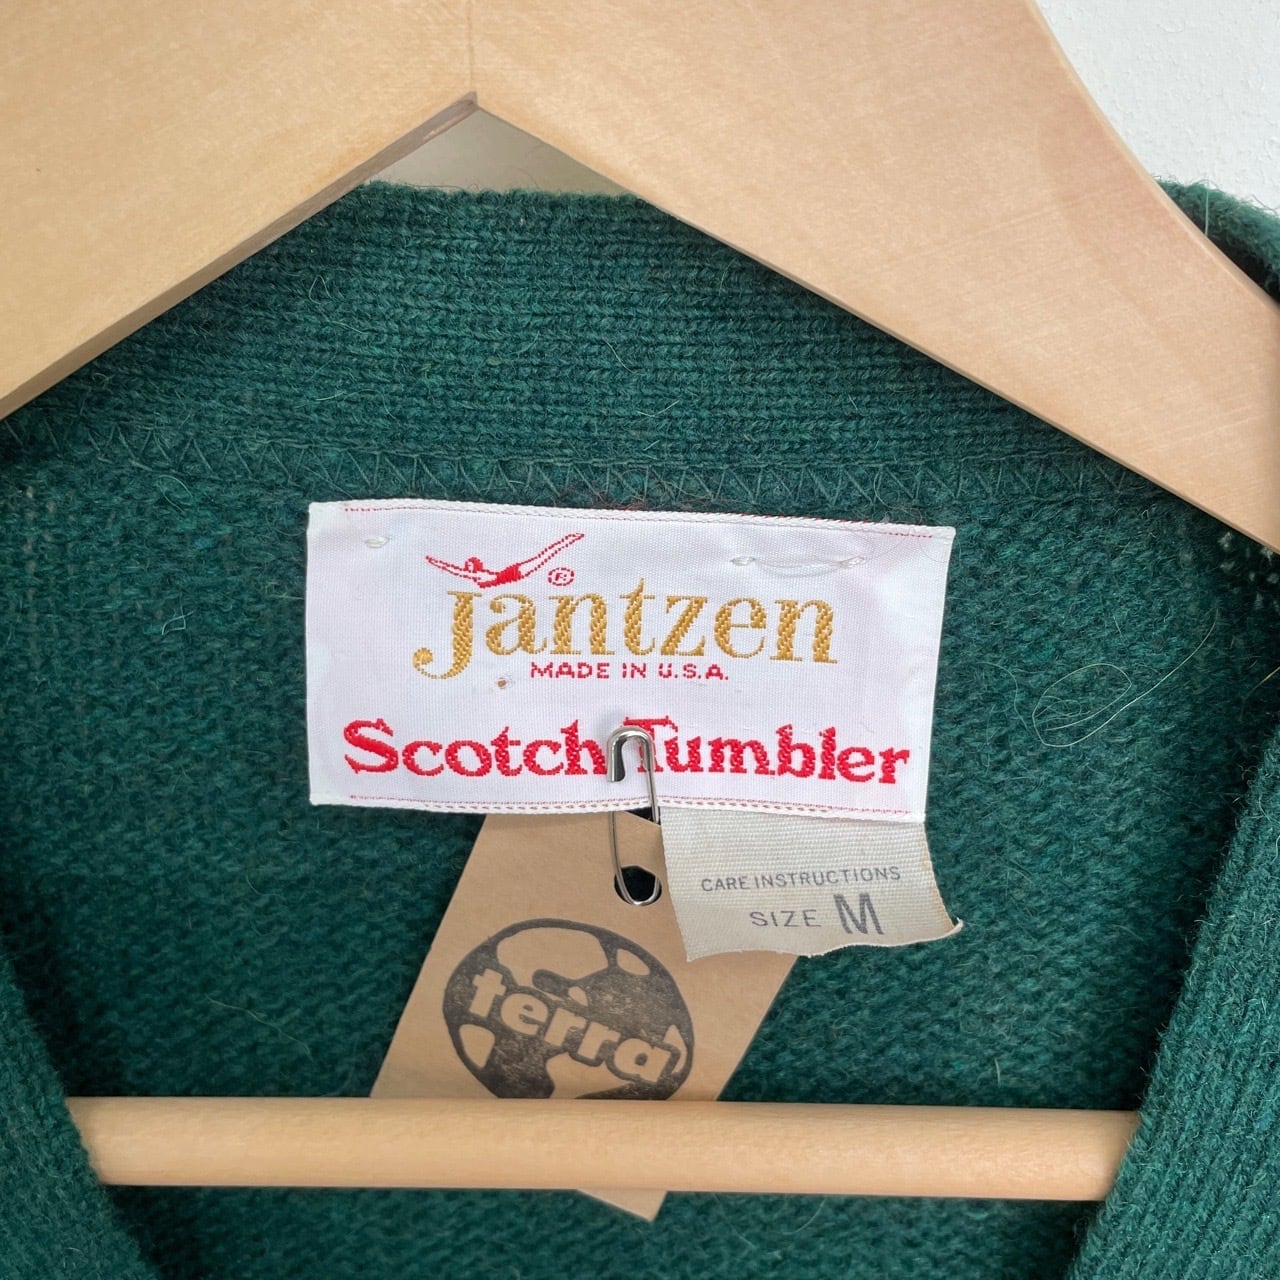 ®
Jantzen
MADE IN U.S.A.
Scotch Tumbler
CARE INSTRUCTIONS
SIZE M
terra